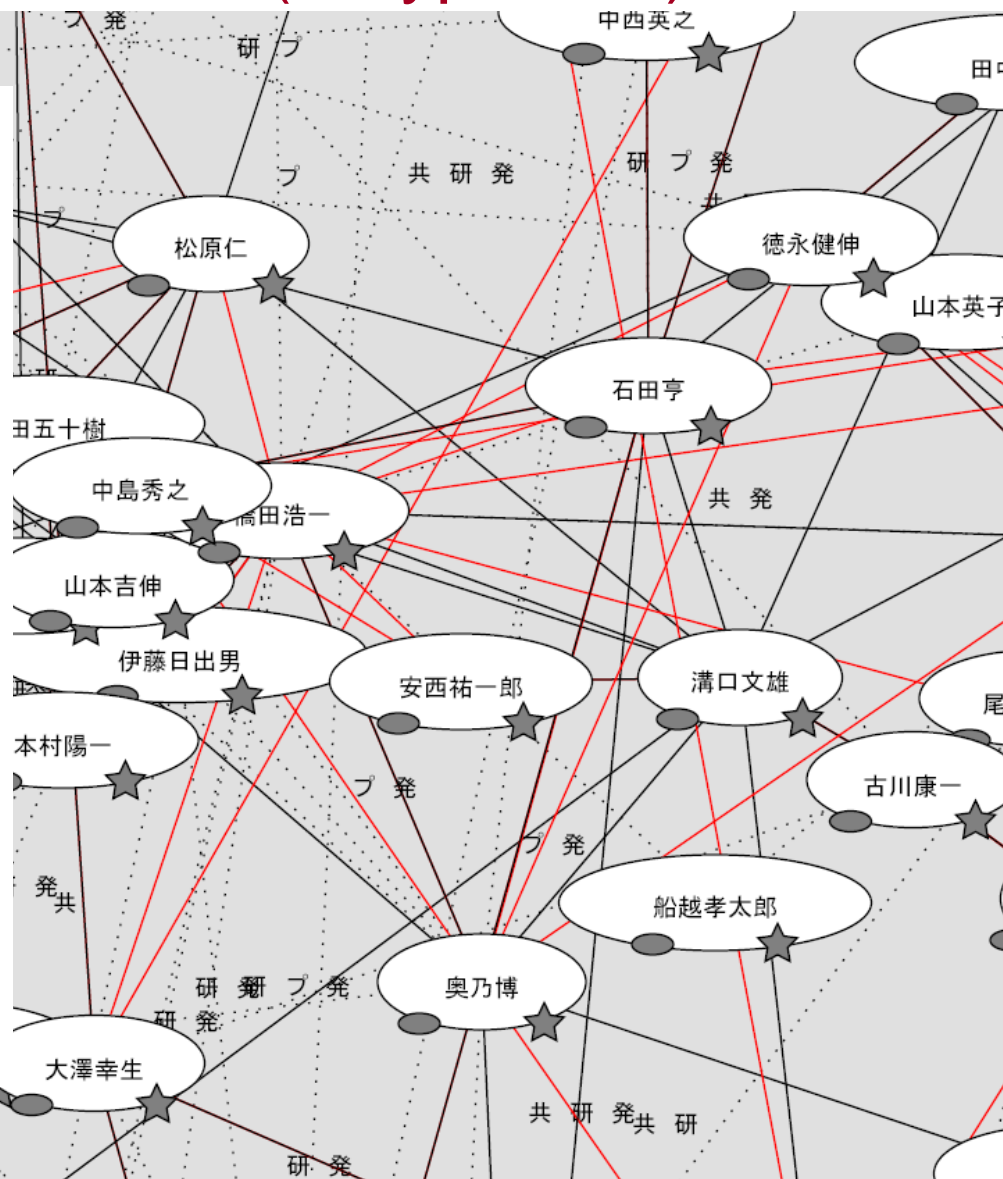 プ 発
研 プ
中西英之
田中
プ
共 研 発
研 プ 発
プ
松原仁
徳永健伸
山本英子
石田亨
田五十樹
中島秀之
橋田浩一
共 発
山本吉伸
伊藤日出男
安西祐一郎
溝口文雄
尾
本村陽一
古川康一
プ 発
プ 発
発
共
船越孝太郎
奥乃博
研 発
研 プ 発
研 発
大澤幸生
共 研 発
共 研
研 発